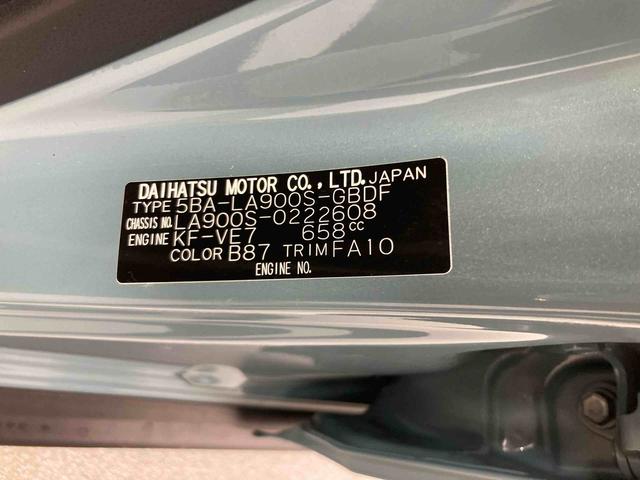 DAIHATSU MOTOR CO., LTD. JAPAN
TYPE 5BA-LA900S-GBDF
CHASSIS NO. LA900S-0222608
ENGINE KF-VE7 658cc
COLOR B87 TRIM FA10
ENGINE NO.